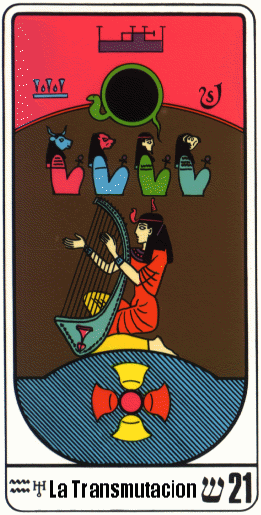 ♒ ♅ La Transmutacion ש 21